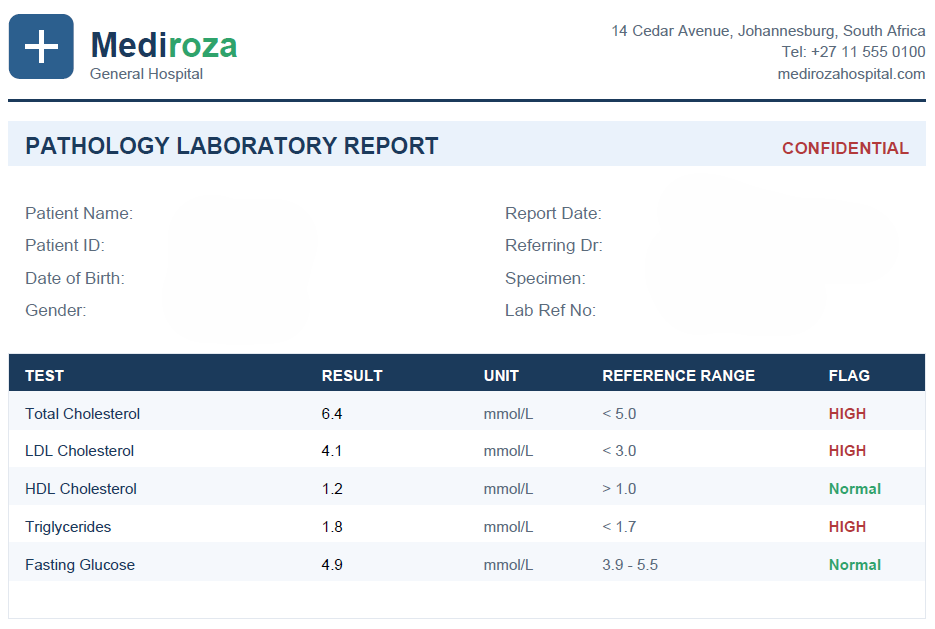 Mediroza
General Hospital
14 Cedar Avenue, Johannesburg, South Africa
Tel: +27 11 555 0100
medirozahospital.com
PATHOLOGY LABORATORY REPORT CONFIDENTIAL
Patient Name: Report Date:
Patient ID: Referring Dr:
Date of Birth: Specimen:
Gender: Lab Ref No:
TEST RESULT UNIT REFERENCE RANGE FLAG
Total Cholesterol 6.4 mmol/L < 5.0 HIGH
LDL Cholesterol 4.1 mmol/L < 3.0 HIGH
HDL Cholesterol 1.2 mmol/L > 1.0 Normal
Triglycerides 1.8 mmol/L < 1.7 HIGH
Fasting Glucose 4.9 mmol/L 3.9 - 5.5 Normal